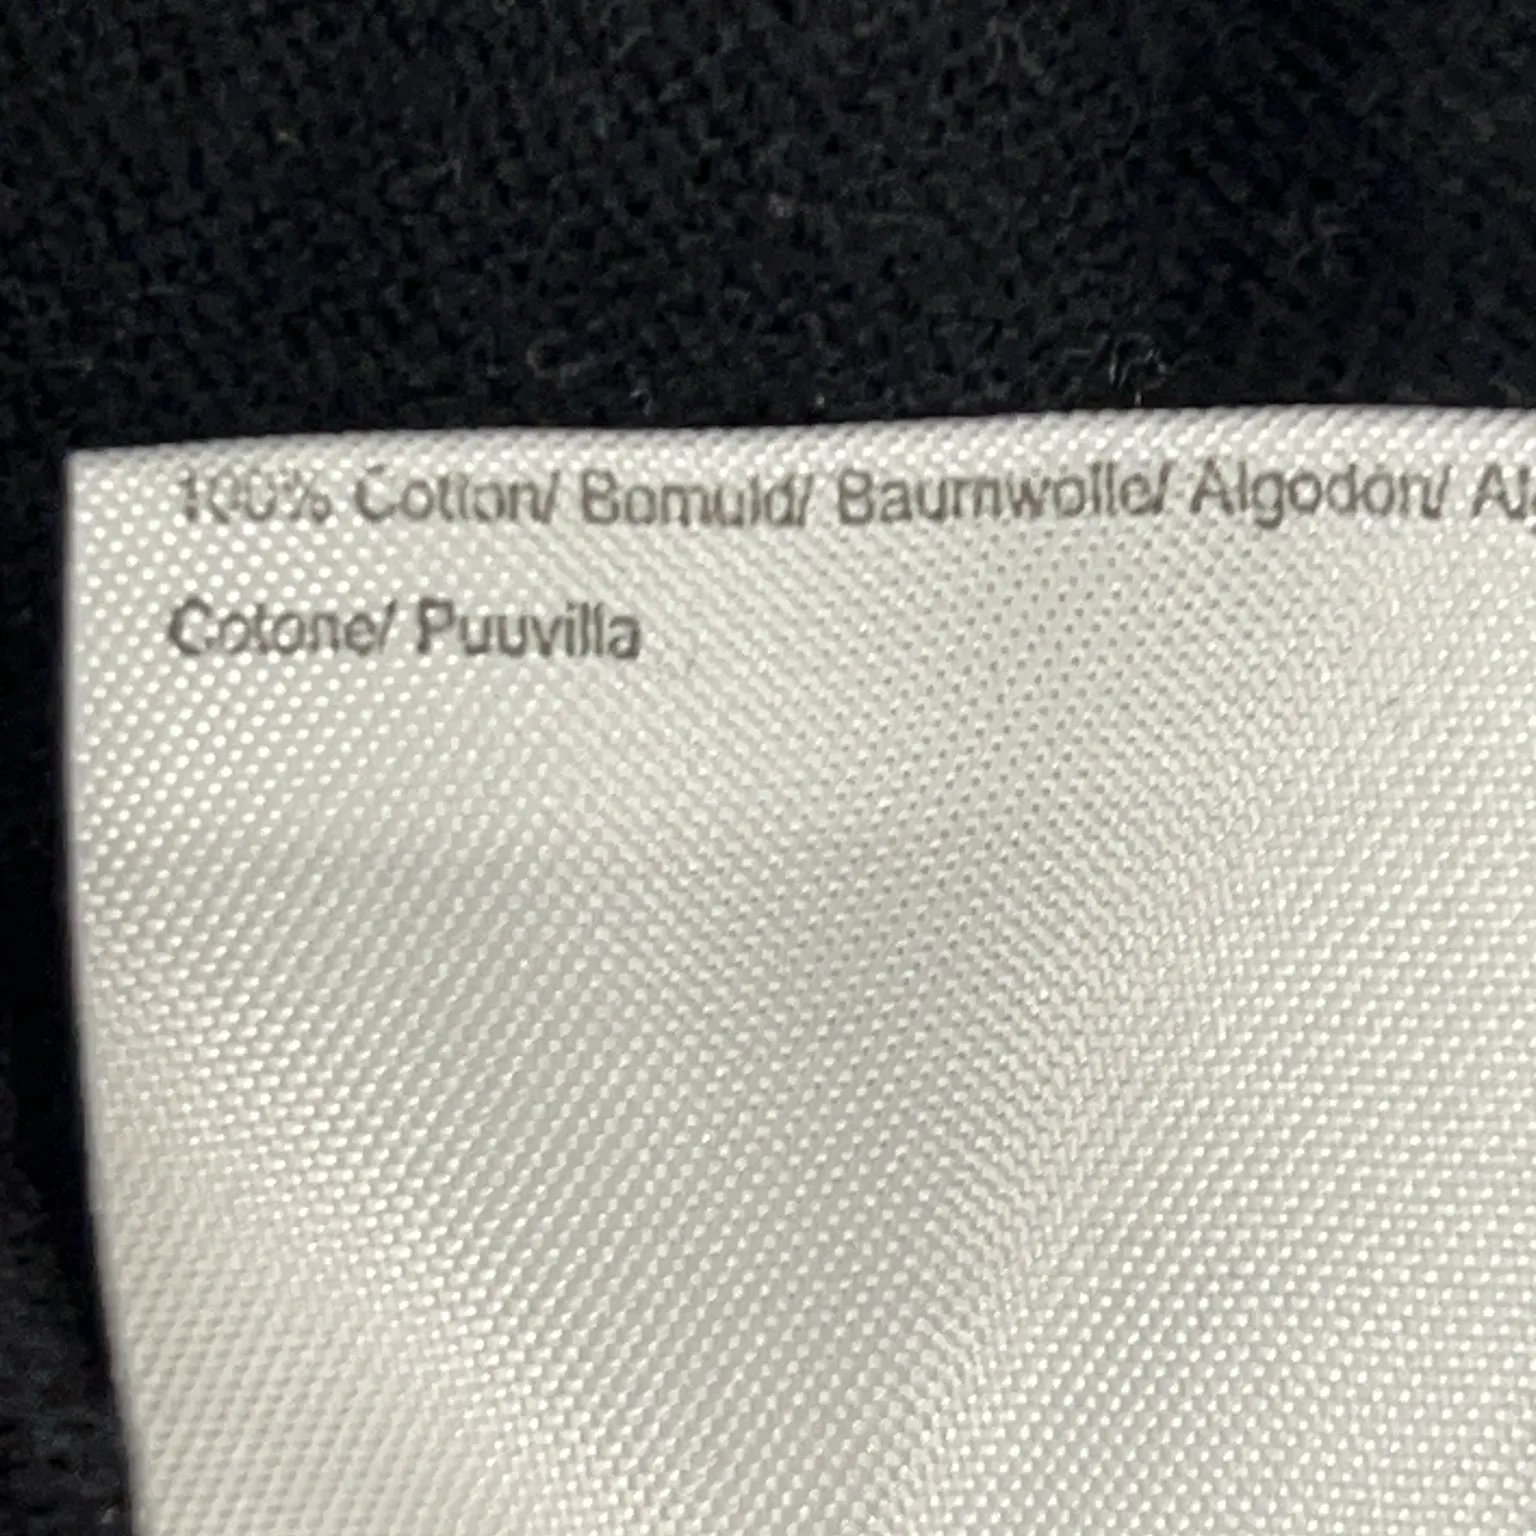 100% Cotton/ Bomuld/ Baumwolle/ Algodon/
Cotone/ Puuvilla